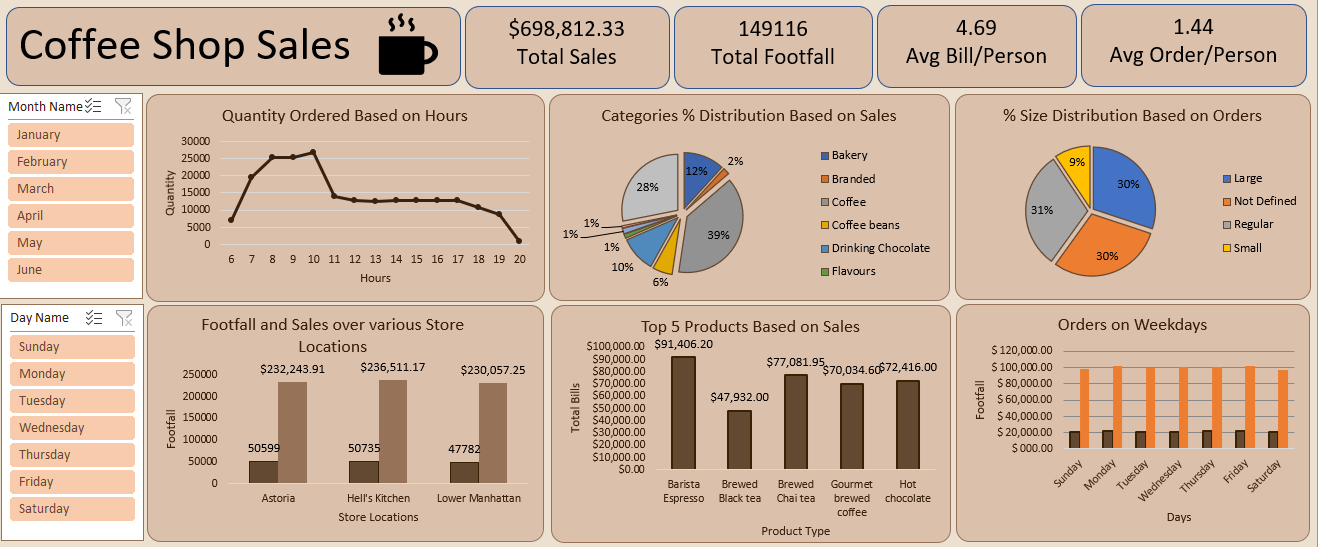 Coffee Shop Sales
$698,812.33
Total Sales
149116
Total Footfall
4.69
Avg Bill/Person
1.44
Avg Order/Person
Month Name
January
February
March
April
May
June
Quantity Ordered Based on Hours
30000
25000
20000
15000
10000
5000
0
Quantity
6 7 8 9 10 11 12 13 14 15 16 17 18 19 20
Hours
Categories % Distribution Based on Sales
12%
2%
39%
6%
10%
1%
1%
1%
28%
Bakery
Branded
Coffee
Coffee beans
Drinking Chocolate
Flavours
% Size Distribution Based on Orders
30%
30%
31%
9%
Large
Not Defined
Regular
Small
Day Name
Sunday
Monday
Tuesday
Wednesday
Thursday
Friday
Saturday
Footfall and Sales over various Store
Locations
250000
200000
150000
100000
50000
0
Footfall
$232,243.91
$236,511.17
$230,057.25
50599
50735
47782
Astoria
Hell's Kitchen
Lower Manhattan
Store Locations
Top 5 Products Based on Sales
$100,000.00
$90,000.00
$80,000.00
$70,000.00
$60,000.00
$50,000.00
$40,000.00
$30,000.00
$20,000.00
$10,000.00
$0.00
Total Bills
$91,406.20
$47,932.00
$77,081.95
$70,034.60
$72,416.00
Barista
Espresso
Brewed
Black tea
Brewed
Chai tea
Gourmet
brewed
coffee
Hot
chocolate
Product Type
Orders on Weekdays
$ 120,000.00
$ 100,000.00
$ 80,000.00
$ 60,000.00
$ 40,000.00
$ 20,000.00
$ 000.00
Footfall
Sunday
Monday
Tuesday
Wednesday
Thursday
Friday
Saturday
Days